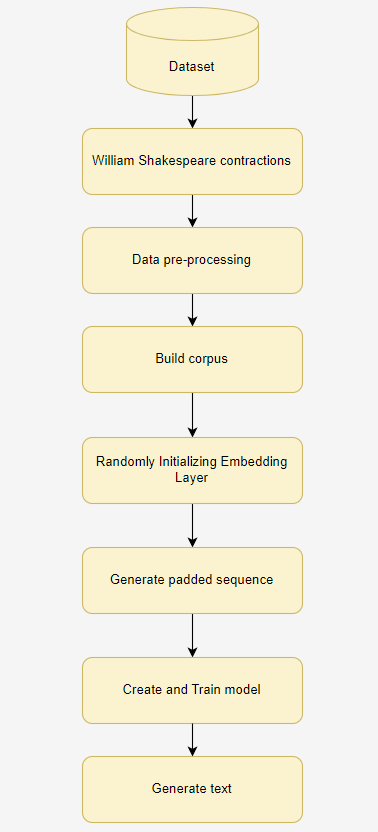 Dataset
William Shakespeare contractions
Data pre-processing
Build corpus
Randomly Initializing Embedding
Layer
Generate padded sequence
Create and Train model
Generate text